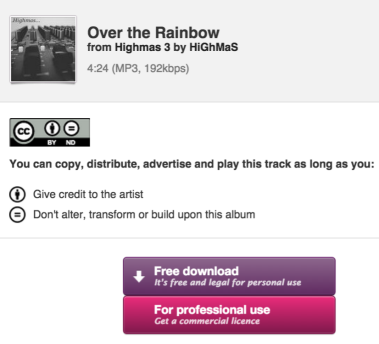 Highmas...
Over the Rainbow
from Highmas 3 by HiGhMaS
4:24 (MP3, 192kbps)
cc
BY ND
You can copy, distribute, advertise and play this track as long as you:
Give credit to the artist
Don't alter, transform or build upon this album
Free download
It's free and legal for personal use
For professional use
Get a commercial licence